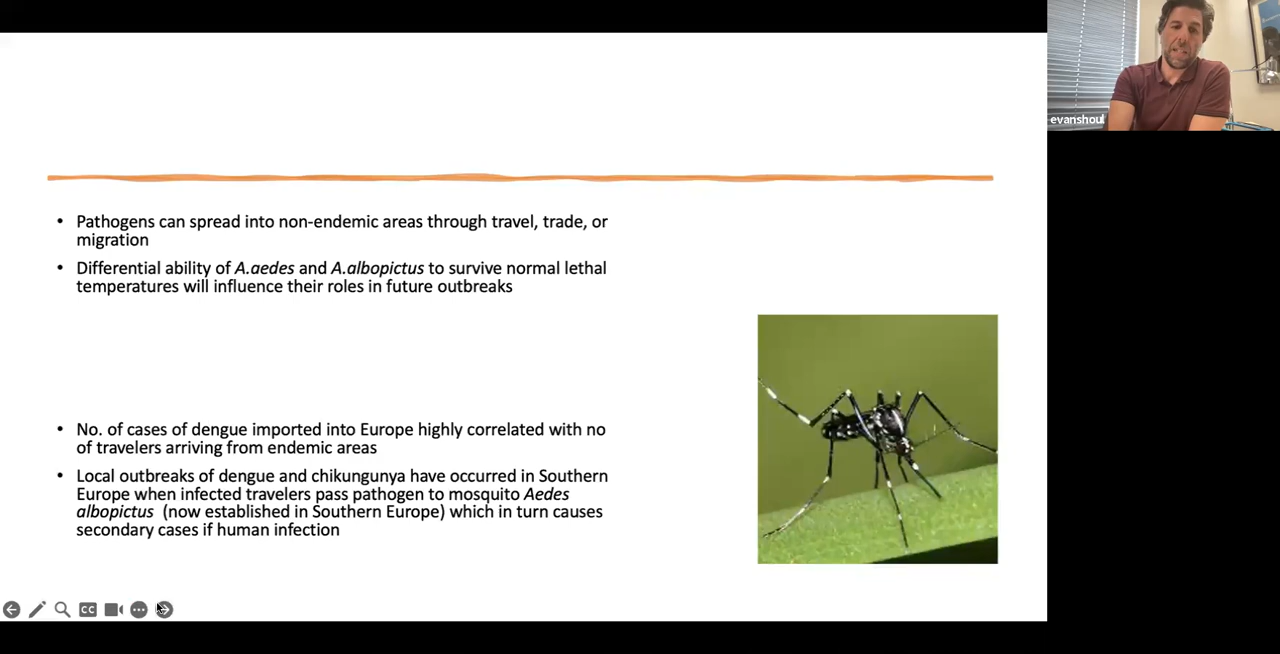 evanshoul
• Pathogens can spread into non-endemic areas through travel, trade, or
migration
• Differential ability of A.aedes and A.albopictus to survive normal lethal
temperatures will influence their roles in future outbreaks
• No. of cases of dengue imported into Europe highly correlated with no
of travelers arriving from endemic areas
• Local outbreaks of dengue and chikungunya have occurred in Southern
Europe when infected travelers pass pathogen to mosquito Aedes
albopictus (now established in Southern Europe) which in turn causes
secondary cases if human infection
CC